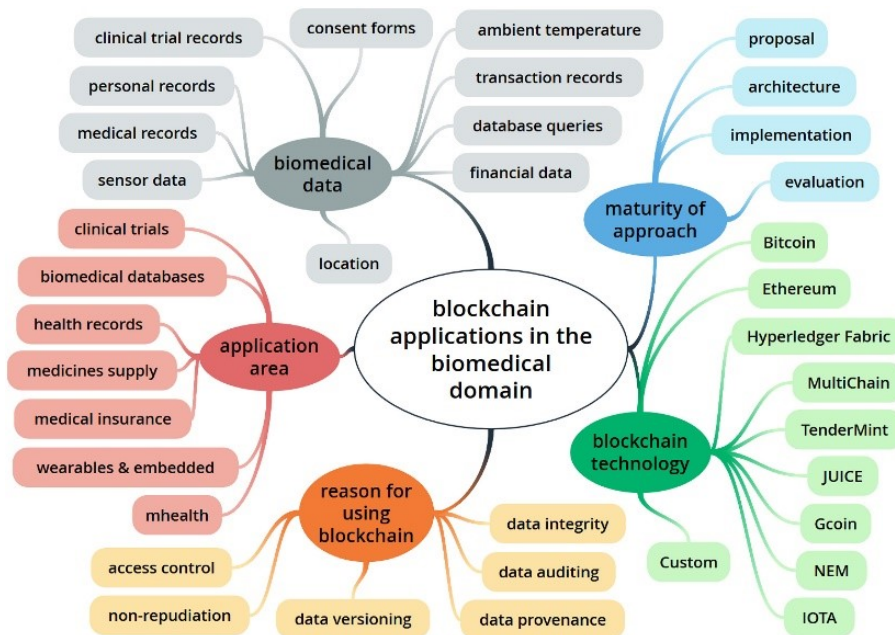 clinical trial records
consent forms
ambient temperature
personal records
transaction records
medical records
database queries
sensor data
financial data
biomedical
data
location
proposal
architecture
implementation
evaluation
maturity of
approach
clinical trials
biomedical databases
health records
medicines supply
medical insurance
wearables & embedded
mhealth
application
area
blockchain
applications in the
biomedical
domain
Bitcoin
Ethereum
Hyperledger Fabric
MultiChain
TenderMint
JUICE
Gcoin
NEM
IOTA
Custom
blockchain
technology
reason for
using
blockchain
access control
non-repudiation
data versioning
data integrity
data auditing
data provenance